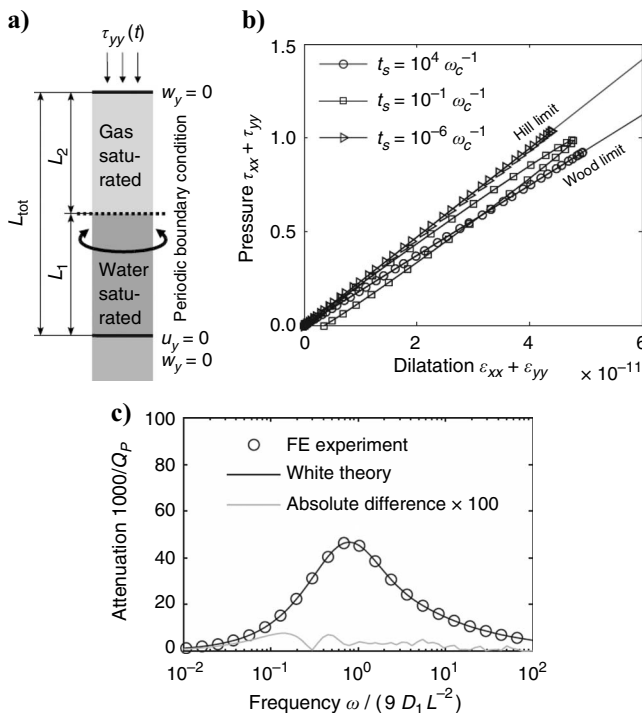 a)
τyy (t)
wy = 0
Gas
satu-
rated
L2
Ltot
L1
Water
satu-
rated
Periodic boundary condition
uy = 0
wy = 0
b)
ts = 10^4 ωc^−1
ts = 10^−1 ωc^−1
ts = 10^−6 ωc^−1
Hill limit
Wood limit
Pressure τxx + τyy
1.5
1.0
0.5
0.0
0 2 4 6
Dilatation εxx + εyy × 10^−11
c)
FE experiment
White theory
Absolute difference × 100
Attenuation 1000/QP
100
80
60
40
20
0
10^−2 10^−1 10^0 10^1 10^2
Frequency ω / (9 D1 L^−2)